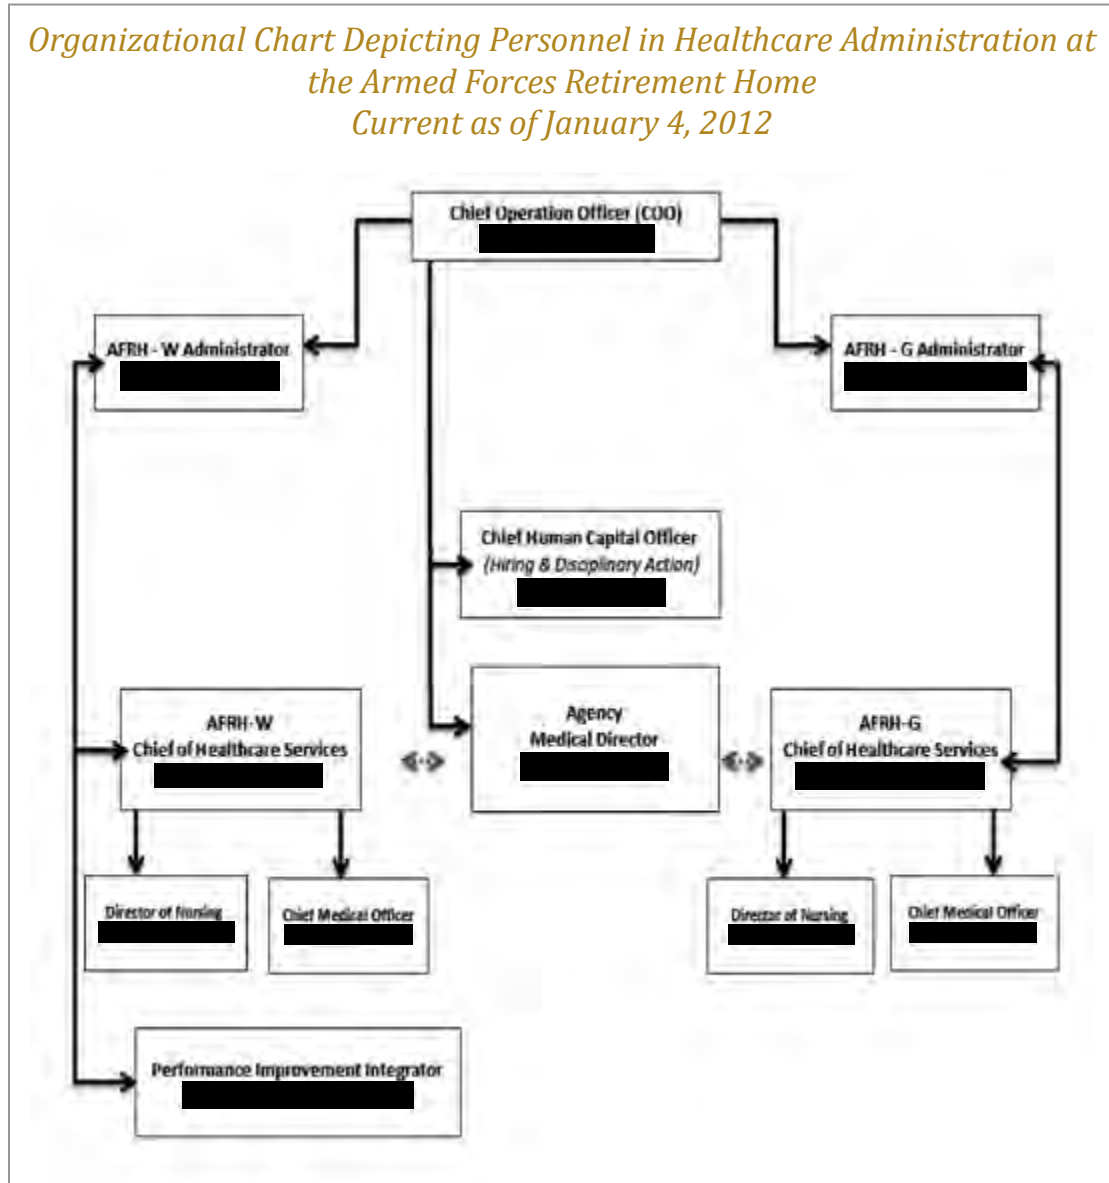 Organizational Chart Depicting Personnel in Healthcare Administration at
the Armed Forces Retirement Home
Current as of January 4, 2012
Chief Operation Officer (COO)
AFRH - W Administrator
AFRH - G Administrator
Chief Human Capital Officer
(Hiring & Disciplinary Action)
AFRH-W
Chief of Healthcare Services
Agency
Medical Director
AFRH-G
Chief of Healthcare Services
Director of Nursing
Chief Medical Officer
Director of Nursing
Chief Medical Officer
Performance Improvement Integrator